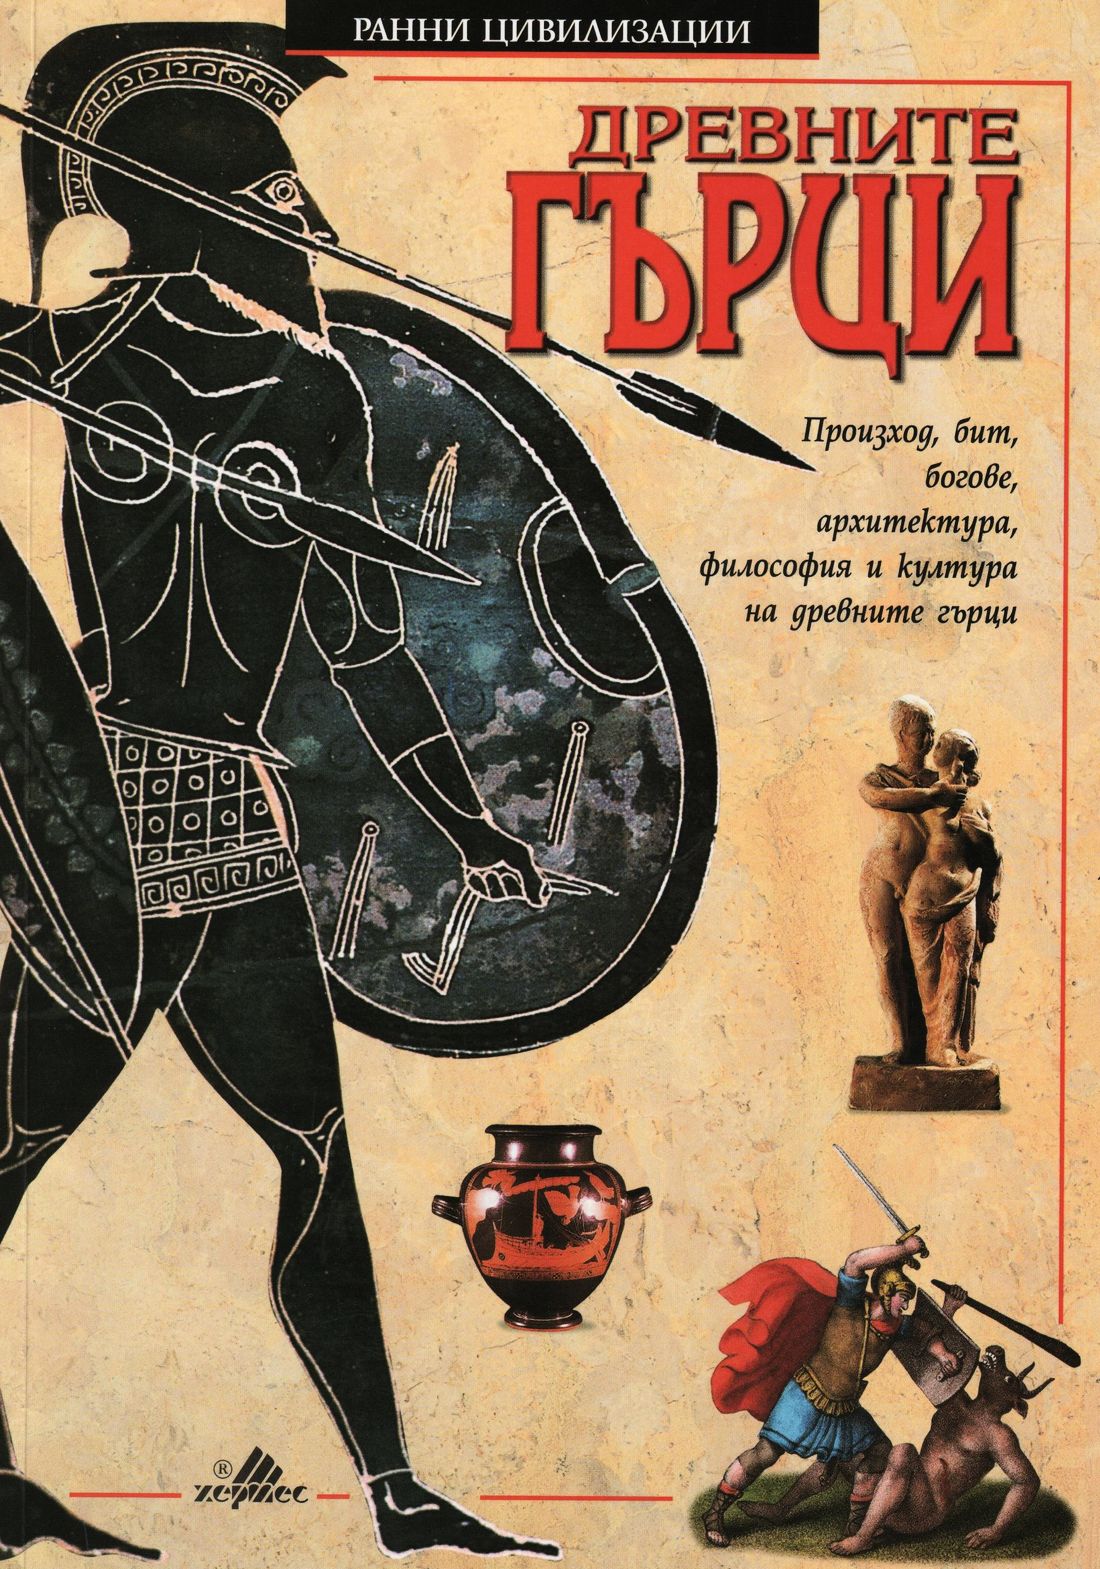 РАННИ ЦИВИЛИЗАЦИИ
ДРЕВНИТЕ
ГЪРЦИ
Произход, бит,
богове,
архитектура,
философия и култура
на древните гърци
®
хермес